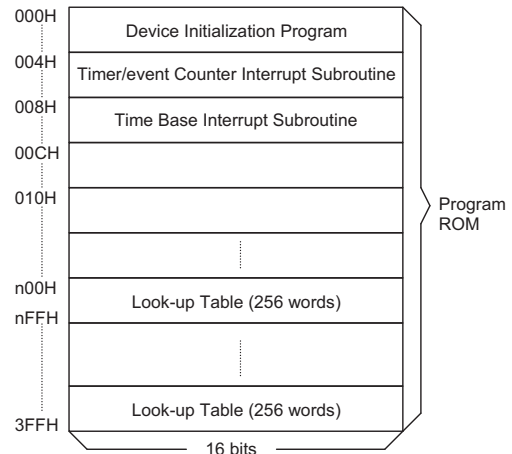 000H
Device Initialization Program
004H
Timer/event Counter Interrupt Subroutine
008H
Time Base Interrupt Subroutine
00CH
010H
Program
ROM
n00H
Look-up Table (256 words)
nFFH
Look-up Table (256 words)
3FFH
16 bits